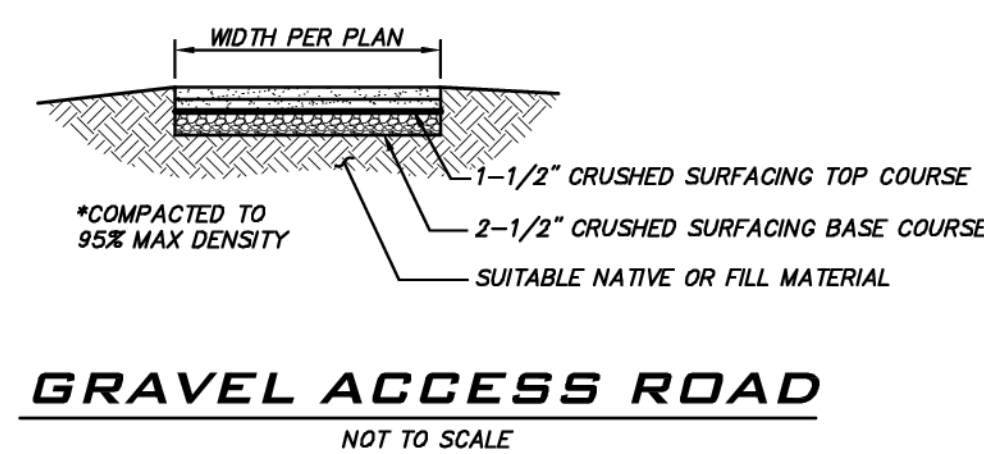 WIDTH PER PLAN
1-1/2" CRUSHED SURFACING TOP COURSE
*COMPACTED TO
95% MAX DENSITY
2-1/2" CRUSHED SURFACING BASE COURSE
SUITABLE NATIVE OR FILL MATERIAL
GRAVEL ACCESS ROAD
NOT TO SCALE